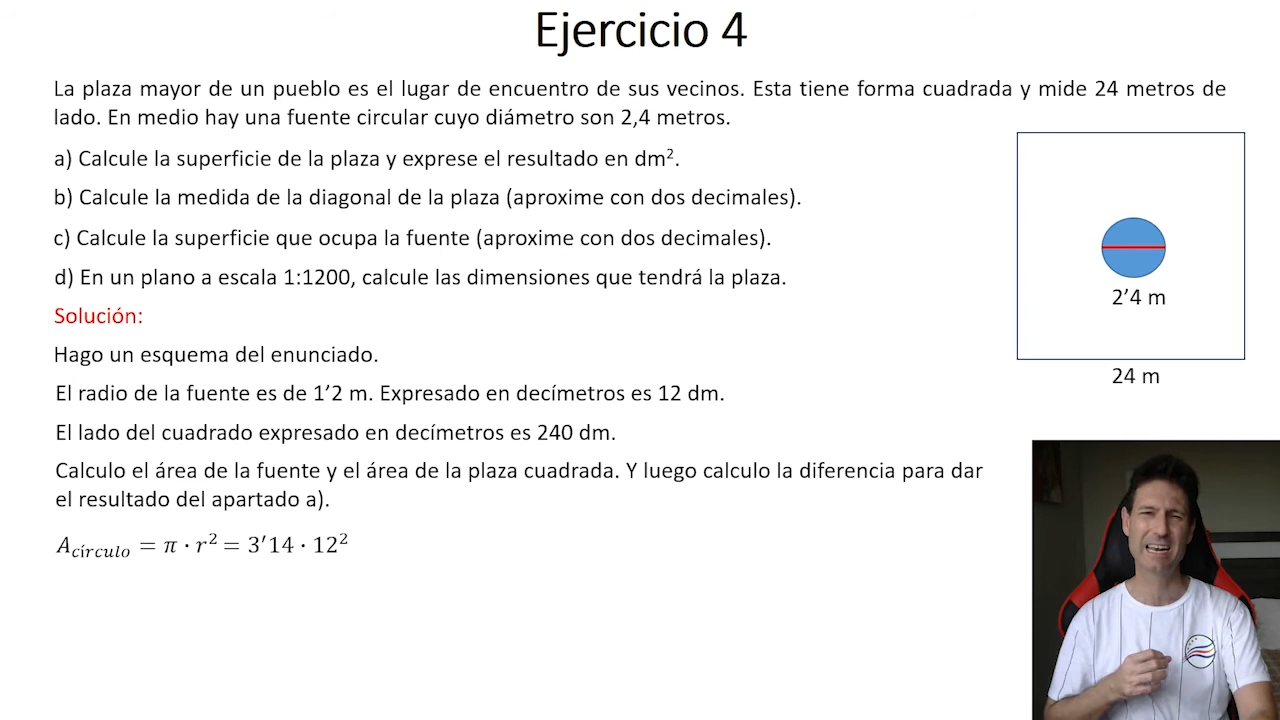 Ejercicio 4
La plaza mayor de un pueblo es el lugar de encuentro de sus vecinos. Esta tiene forma cuadrada y mide 24 metros de
lado. En medio hay una fuente circular cuyo diámetro son 2,4 metros.
a) Calcule la superficie de la plaza y exprese el resultado en dm².
b) Calcule la medida de la diagonal de la plaza (aproxime con dos decimales).
c) Calcule la superficie que ocupa la fuente (aproxime con dos decimales).
d) En un plano a escala 1:1200, calcule las dimensiones que tendrá la plaza.
Solución:
Hago un esquema del enunciado.
El radio de la fuente es de 1’2 m. Expresado en decímetros es 12 dm.
El lado del cuadrado expresado en decímetros es 240 dm.
Calculo el área de la fuente y el área de la plaza cuadrada. Y luego calculo la diferencia para dar
el resultado del apartado a).
A_círculo = π · r² = 3′14 · 12²
2’4 m
24 m